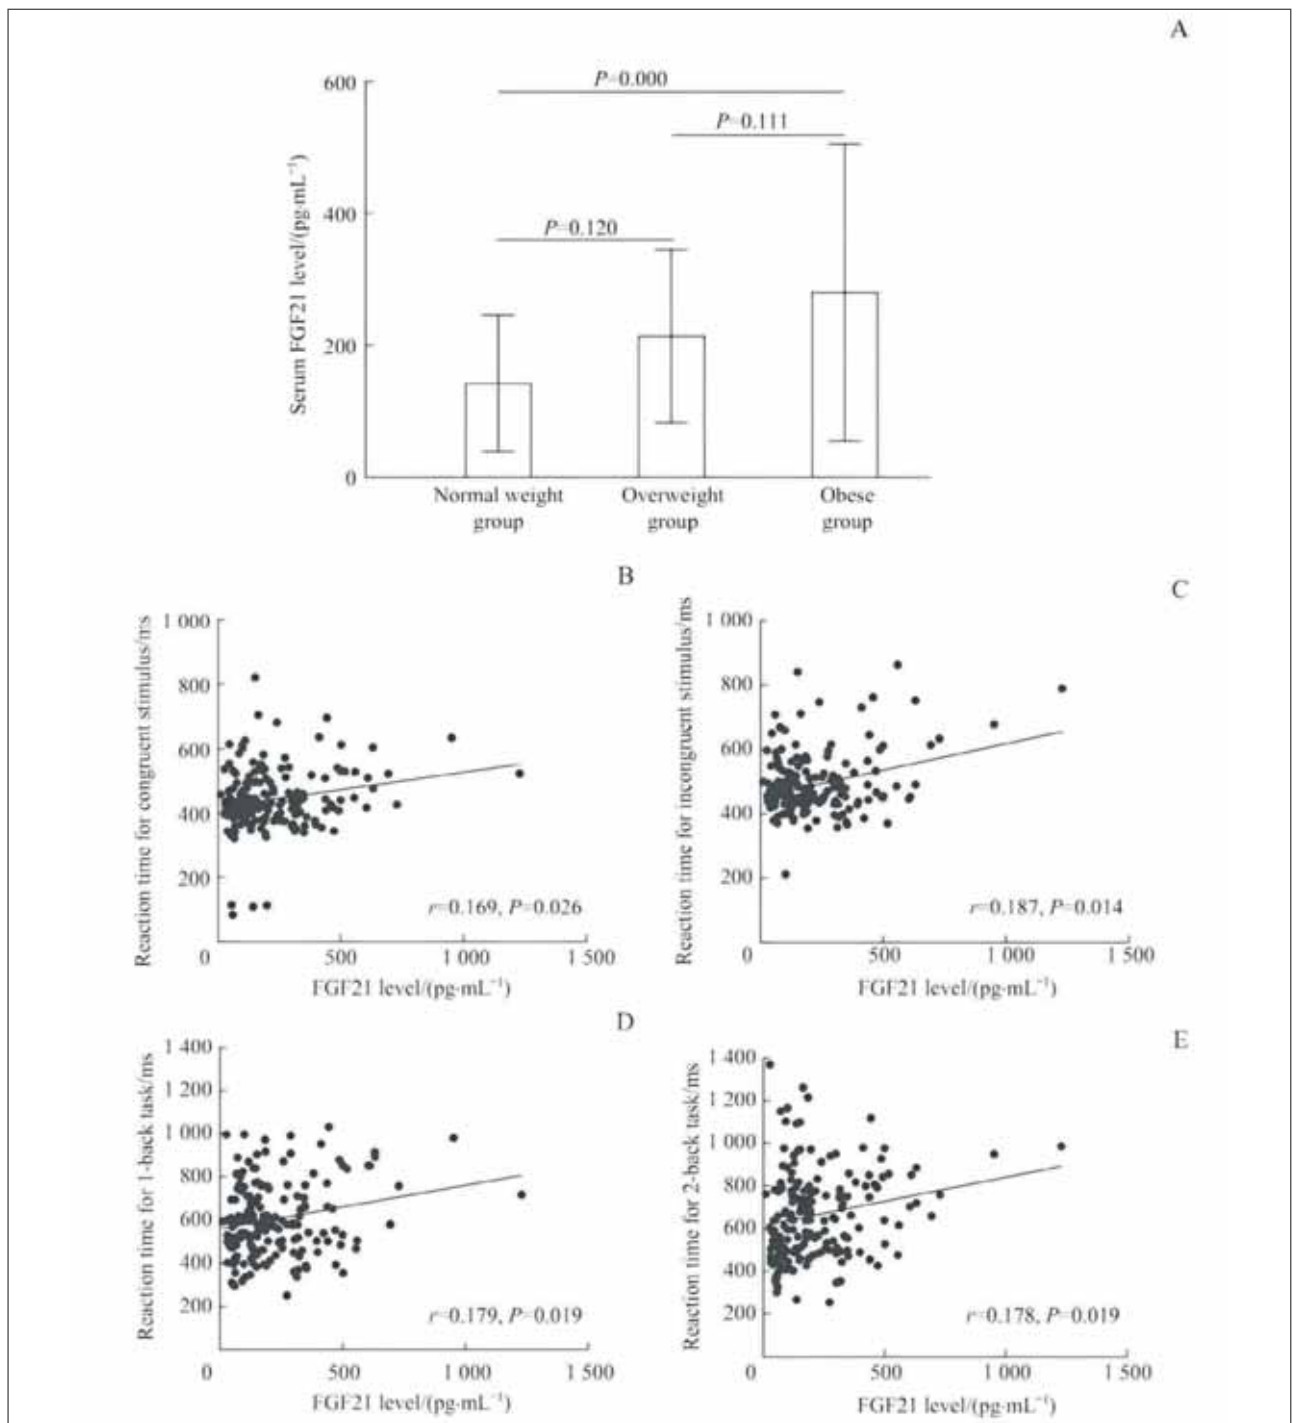 A
P=0.000
600
P=0.111
400
P=0.120
200
0
Serum FGF21 level/(pg·mL⁻¹)
Normal weight group
Overweight group
Obese group
B
Reaction time for congruent stimulus/ms
1 000
800
600
400
200
0
r=0.169, P=0.026
500
1 000
1 500
FGF21 level/(pg·mL⁻¹)
C
Reaction time for incongruent stimulus/ms
1 000
800
600
400
200
0
r=0.187, P=0.014
500
1 000
1 500
FGF21 level/(pg·mL⁻¹)
D
Reaction time for 1-back task/ms
1 400
1 200
1 000
800
600
400
200
0
r=0.179, P=0.019
500
1 000
1 500
FGF21 level/(pg·mL⁻¹)
E
Reaction time for 2-back task/ms
1 400
1 200
1 000
800
600
400
200
0
r=0.178, P=0.019
500
1 000
1 500
FGF21 level/(pg·mL⁻¹)